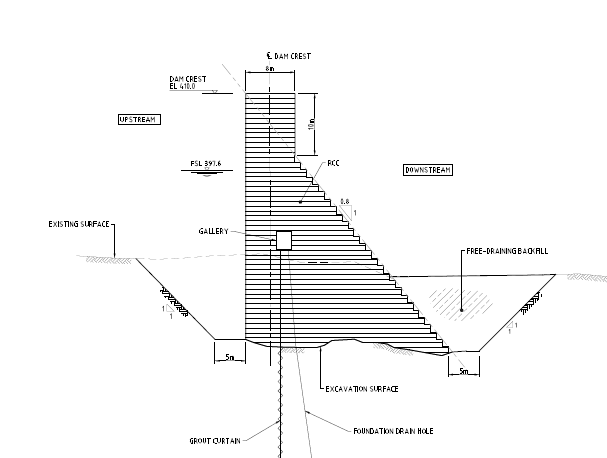 ℄ DAM CREST
8m
DAM CREST
EL 410.0
UPSTREAM
10m
FSL 397.6
RCC
DOWNSTREAM
0.8
1
EXISTING SURFACE
GALLERY
FREE-DRAINING BACKFILL
1
1
1
1
5m
5m
EXCAVATION SURFACE
FOUNDATION DRAIN HOLE
GROUT CURTAIN